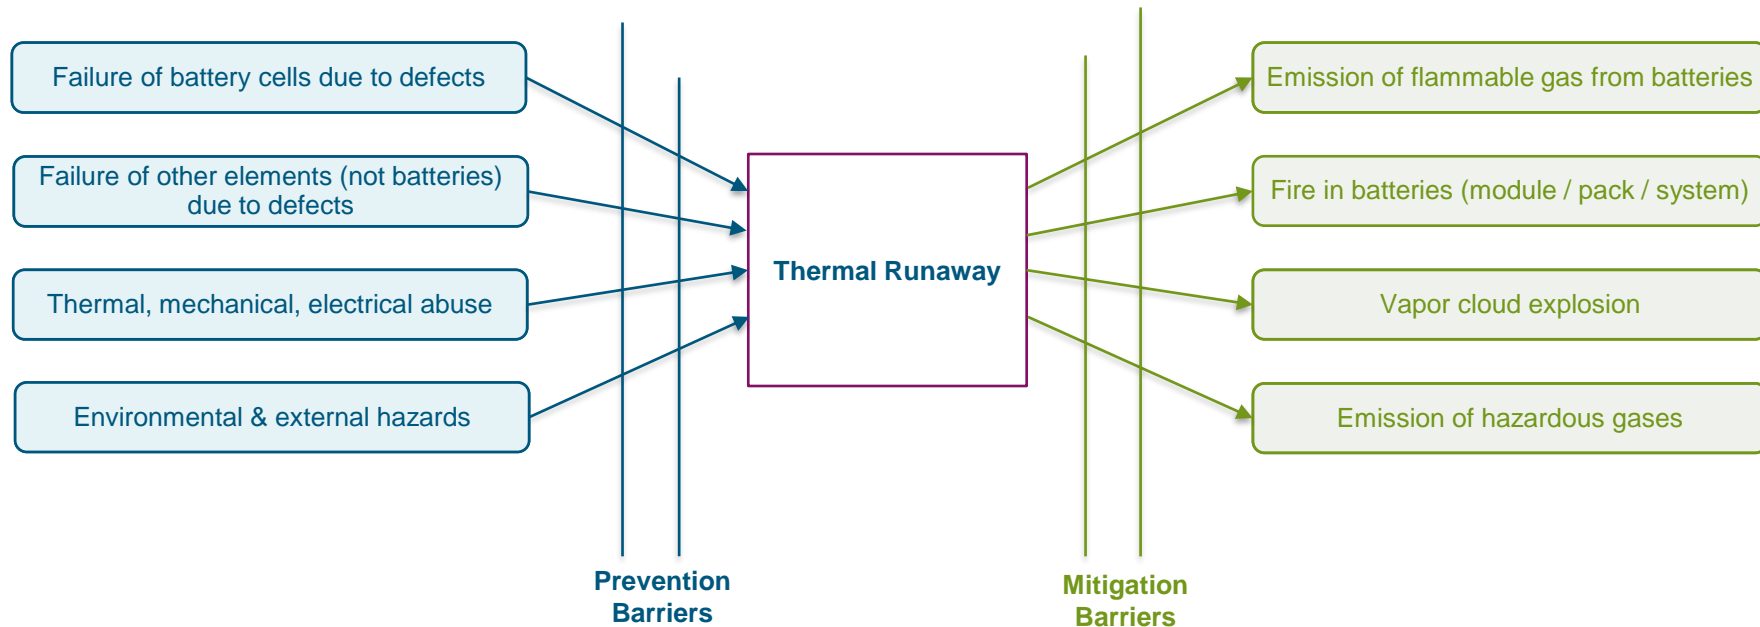 Failure of battery cells due to defects
Failure of other elements (not batteries)
due to defects
Thermal, mechanical, electrical abuse
Environmental & external hazards
Prevention
Barriers
Thermal Runaway
Mitigation
Barriers
Emission of flammable gas from batteries
Fire in batteries (module / pack / system)
Vapor cloud explosion
Emission of hazardous gases